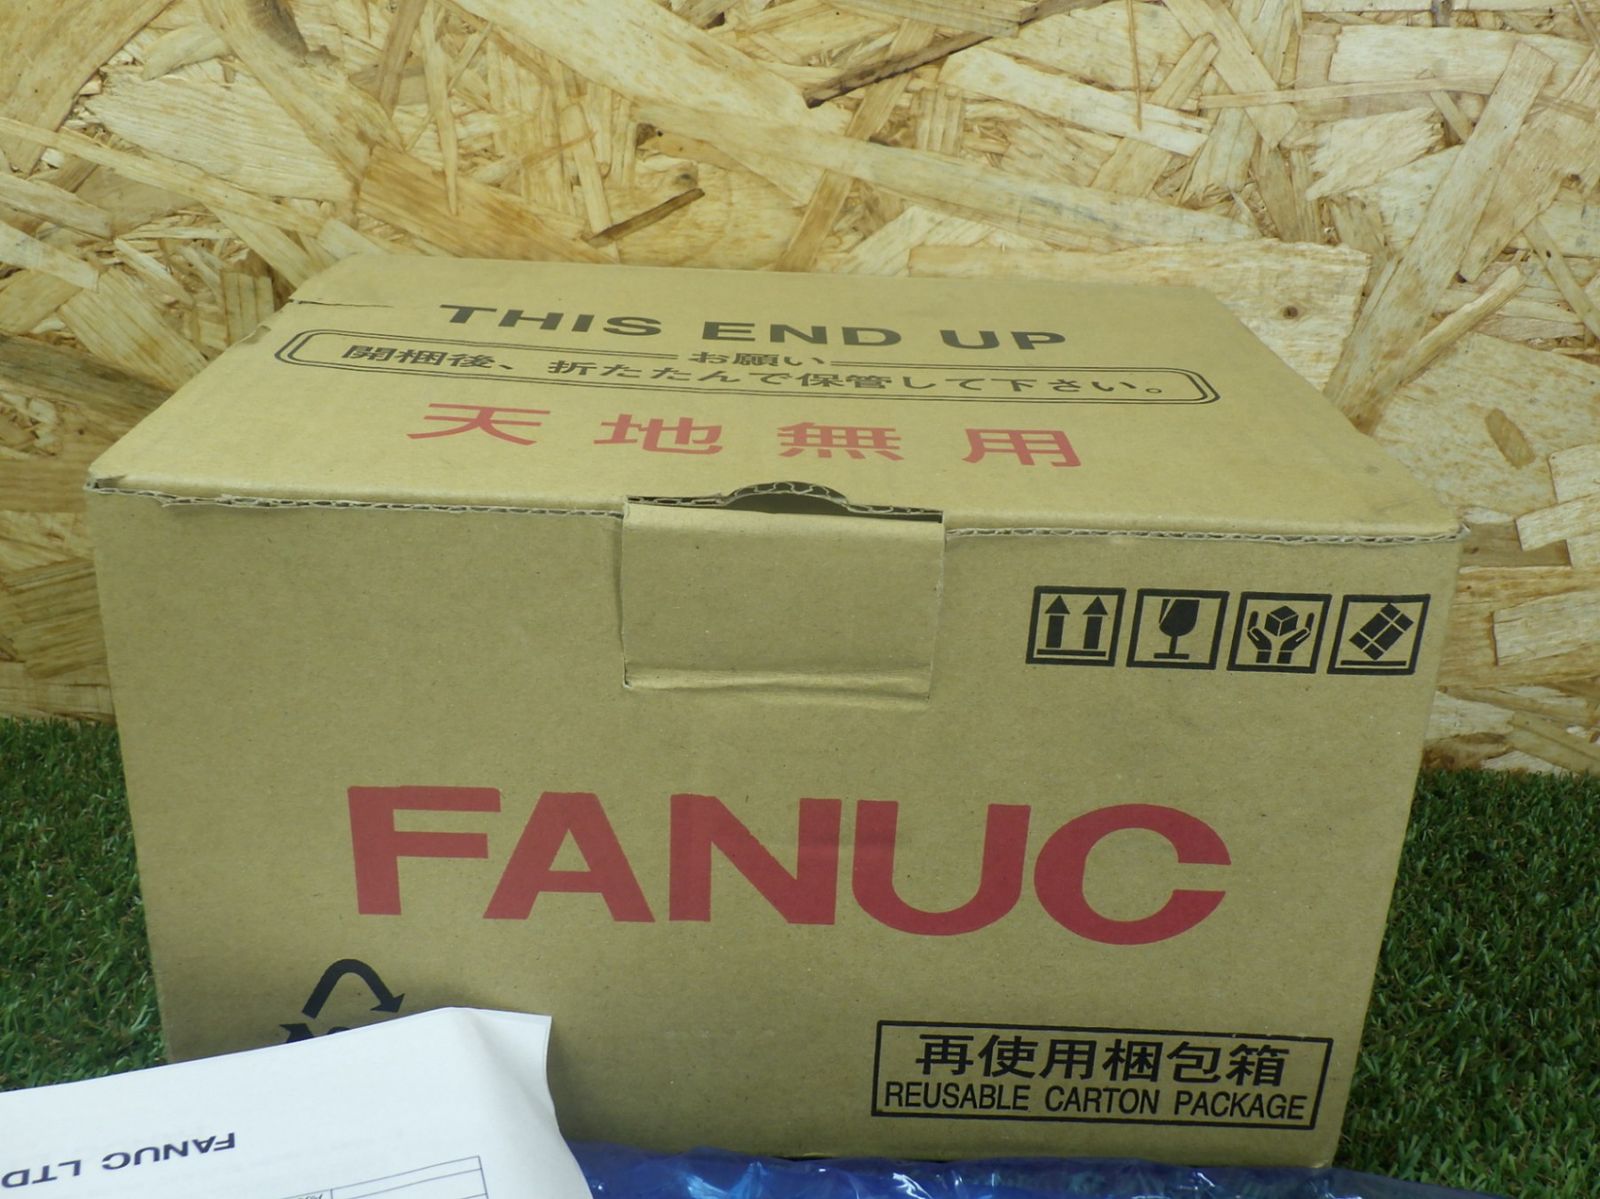 THIS END UP
お願い
開梱後、折たたんで保管して下さい。
天地無用
FANUC
再使用梱包箱
REUSABLE CARTON PACKAGE
FANUC LTD